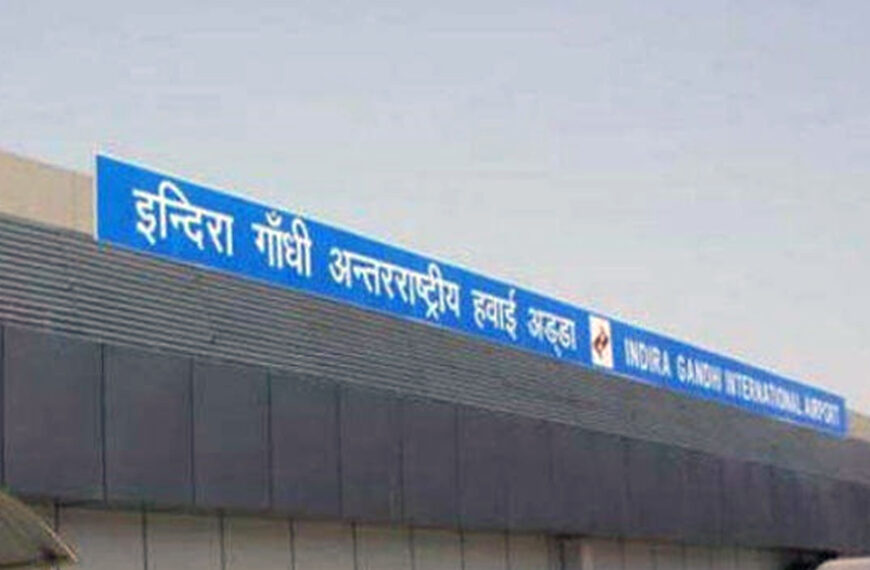 इन्दिरा गाँधी अन्तरराष्ट्रीय हवाई अड्डा INDIRA GANDHI INTERNATIONAL AIRPORT